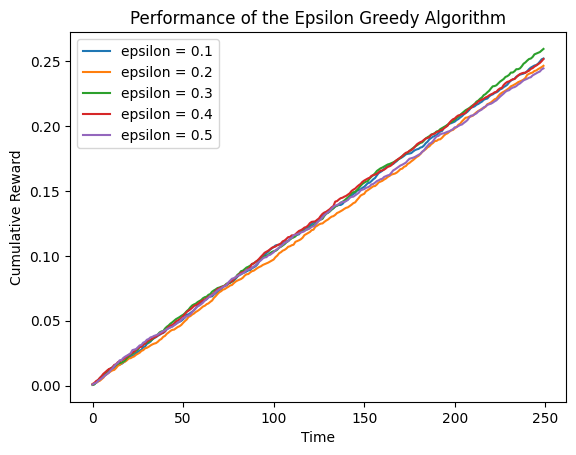 Performance of the Epsilon Greedy Algorithm
epsilon = 0.1
epsilon = 0.2
epsilon = 0.3
epsilon = 0.4
epsilon = 0.5
Cumulative Reward
0.25
0.20
0.15
0.10
0.05
0.00
0 50 100 150 200 250
Time